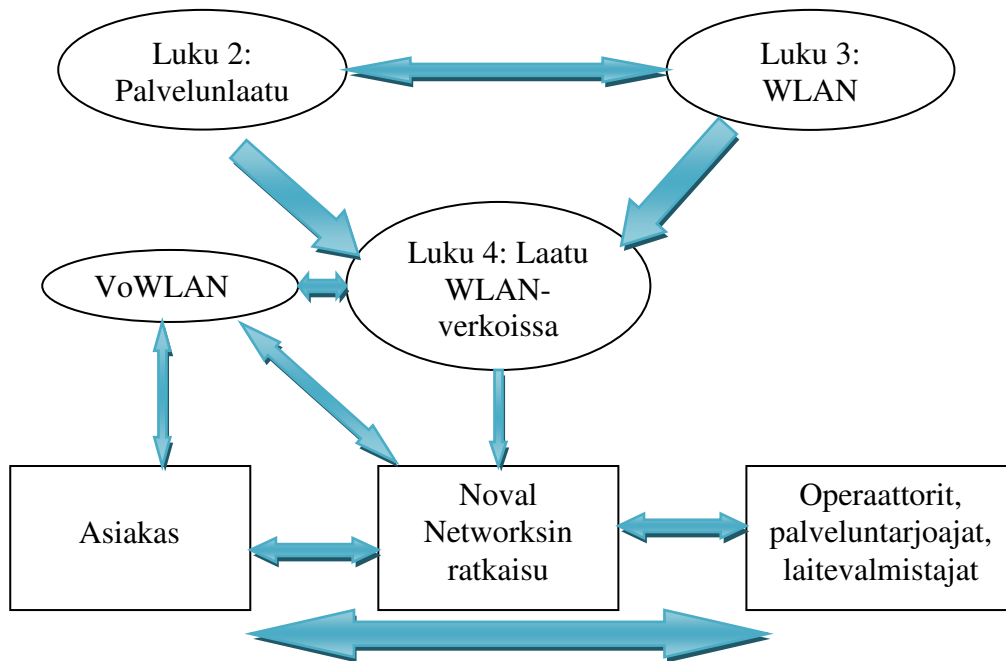 Luku 2:
Palvelunlaatu
Luku 3:
WLAN
Luku 4: Laatu
WLAN-
verkoissa
VoWLAN
Asiakas
Noval
Networksin
ratkaisu
Operaattorit,
palveluntarjoajat,
laitevalmistajat